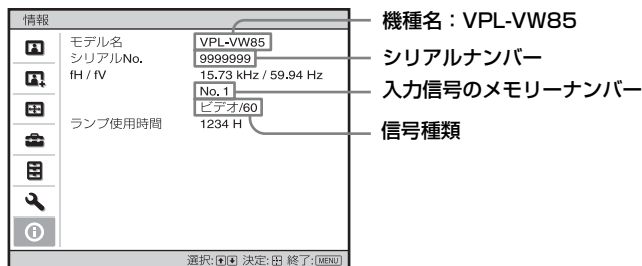 情報
モデル名 VPL-VW85
シリアルNo. 9999999
fH / fV 15.73 kHz / 59.94 Hz
No. 1
ビデオ/60
ランプ使用時間 1234 H
選択: 決定: 終了: MENU
機種名：VPL-VW85
シリアルナンバー
入力信号のメモリーナンバー
信号種類